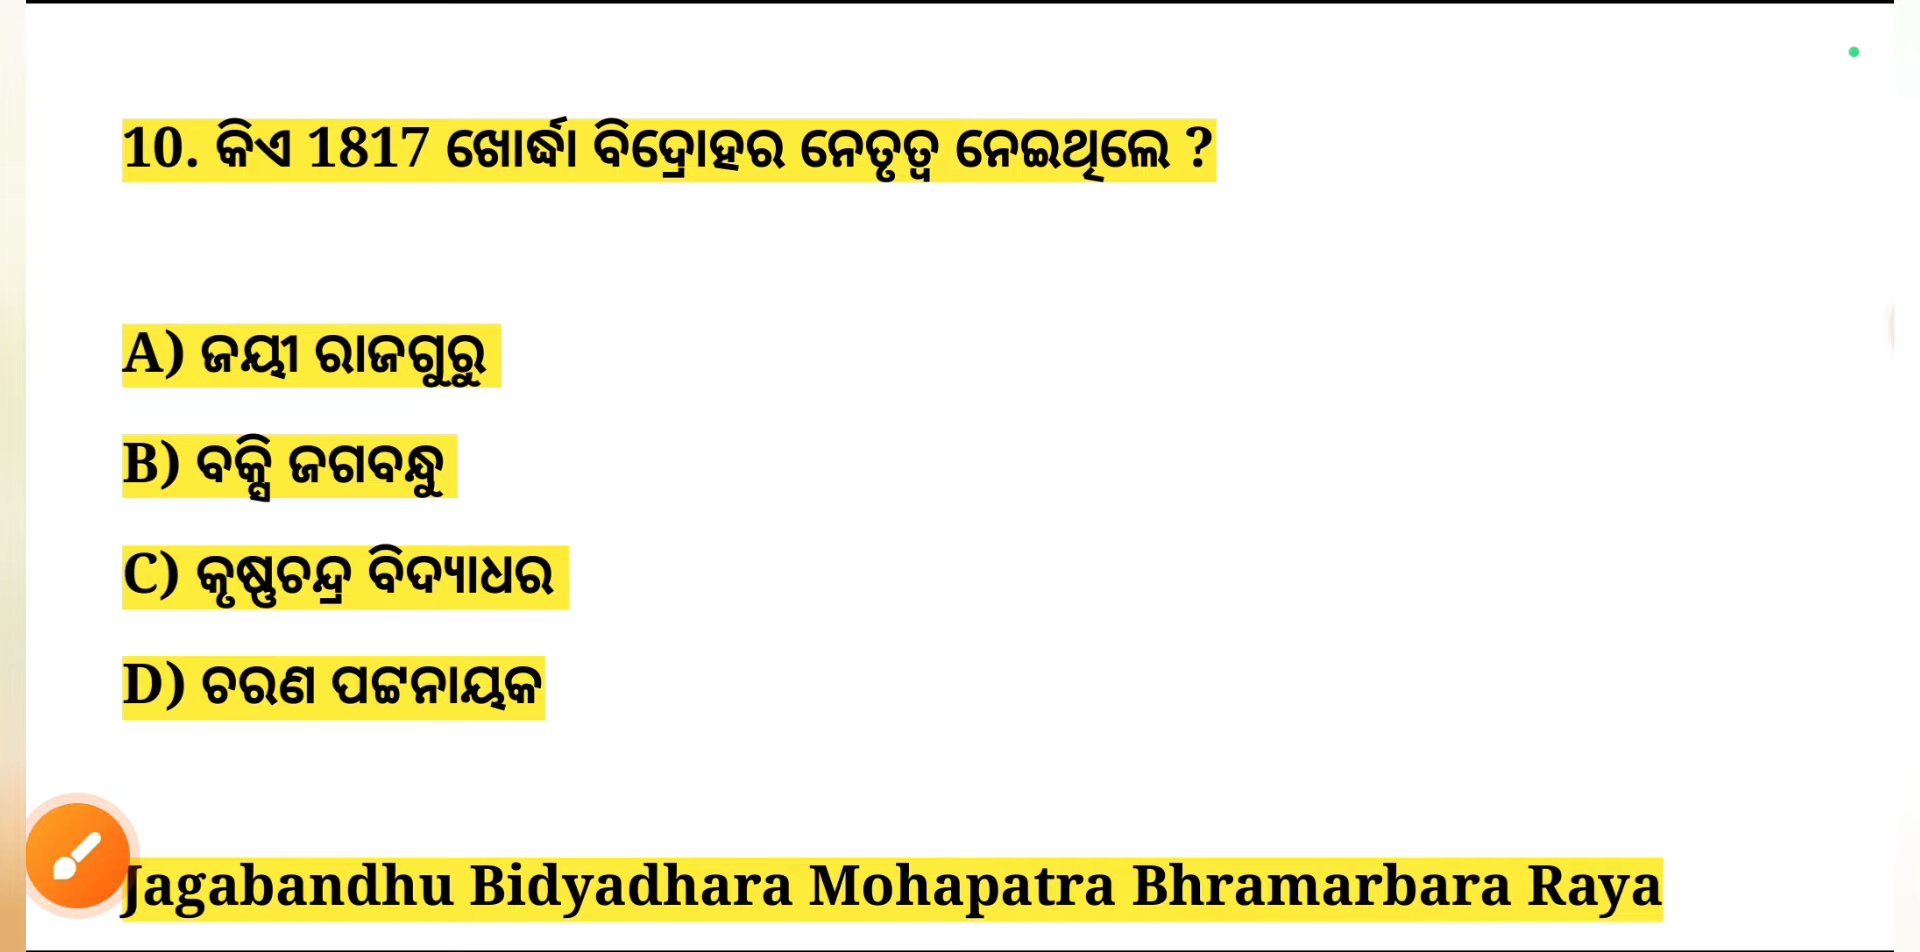 10. କିଏ 1817 ଖୋର୍ଦ୍ଧା ବିଦ୍ରୋହର ନେତୃତ୍ୱ ନେଇଥିଲେ ?
A) ଜୟୀ ରାଜଗୁରୁ
B) ବକ୍ସି ଜଗବନ୍ଧୁ
C) କୃଷ୍ଣଚନ୍ଦ୍ର ବିଦ୍ୟାଧର
D) ଚରଣ ପଟ୍ଟନାୟକ
Jagabandhu Bidyadhara Mohapatra Bhramarbara Raya